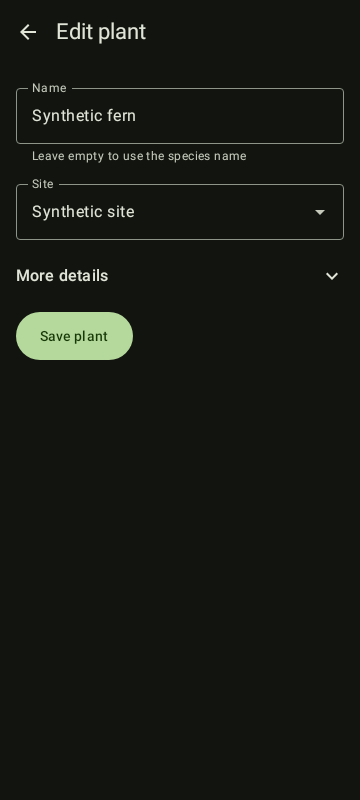 Edit plant
Name
Synthetic fern
Leave empty to use the species name
Site
Synthetic site
More details
Save plant